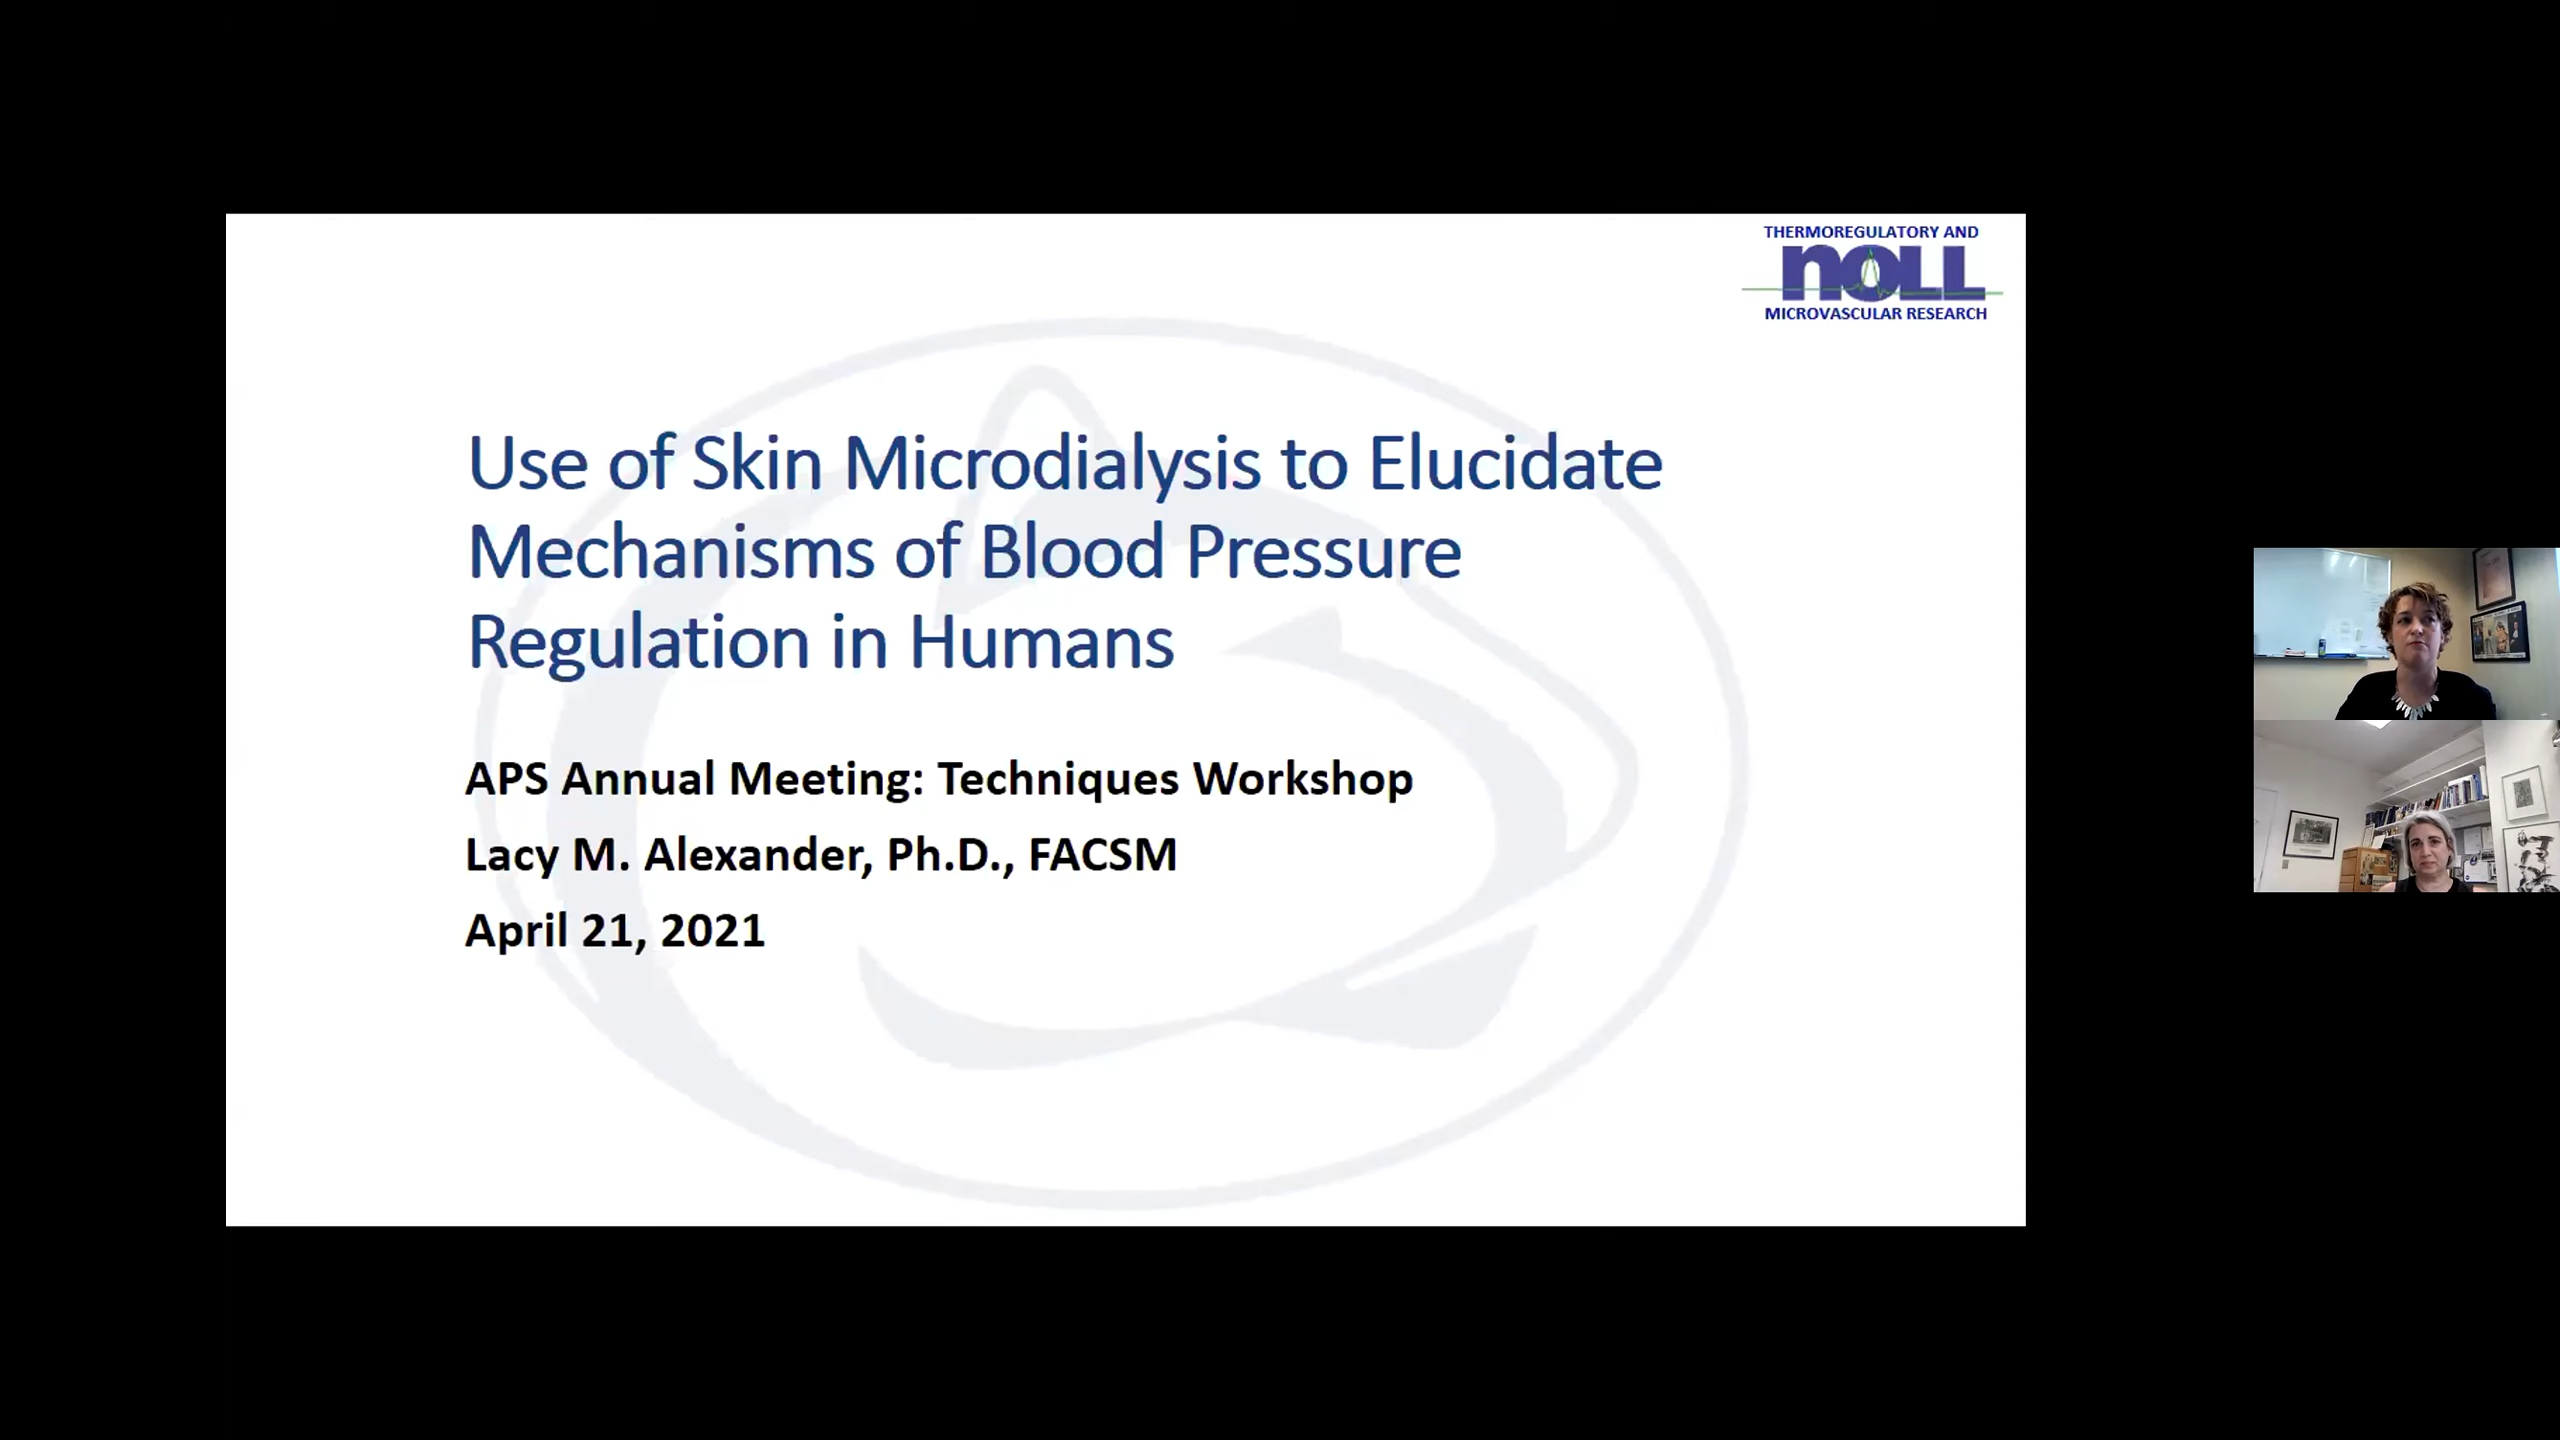 THERMOREGULATORY AND
nOLL
MICROVASCULAR RESEARCH
Use of Skin Microdialysis to Elucidate
Mechanisms of Blood Pressure
Regulation in Humans
APS Annual Meeting: Techniques Workshop
Lacy M. Alexander, Ph.D., FACSM
April 21, 2021